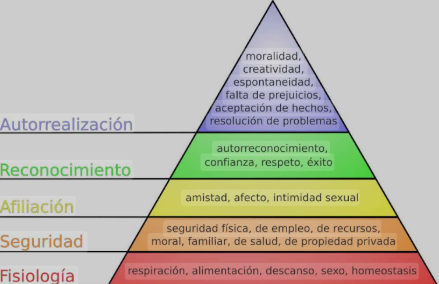 moralidad,
creatividad,
espontaneidad,
falta de prejuicios,
aceptación de hechos,
resolución de problemas
Autorrealización
autorreconocimiento,
confianza, respeto, éxito
Reconocimiento
amistad, afecto, intimidad sexual
Afiliación
seguridad física, de empleo, de recursos,
moral, familiar, de salud, de propiedad privada
Seguridad
respiración, alimentación, descanso, sexo, homeostasis
Fisiología